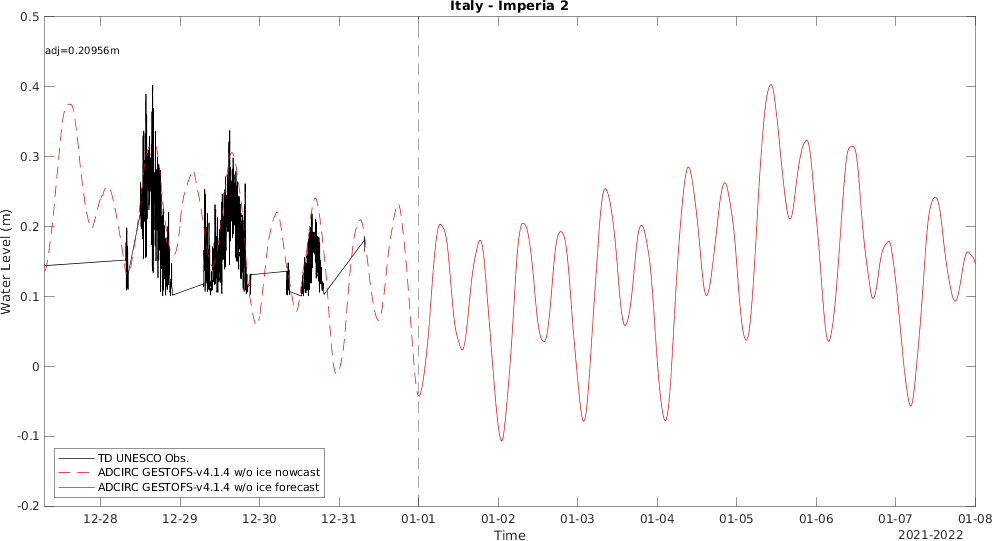 Italy - Imperia 2
adj=0.20956m
Water Level (m)
0.5
0.4
0.3
0.2
0.1
0
-0.1
-0.2
TD UNESCO Obs.
ADCIRC GESTOFS-v4.1.4 w/o ice nowcast
ADCIRC GESTOFS-v4.1.4 w/o ice forecast
12-28 12-29 12-30 12-31 01-01 01-02 01-03 01-04 01-05 01-06 01-07 01-08
Time
2021-2022